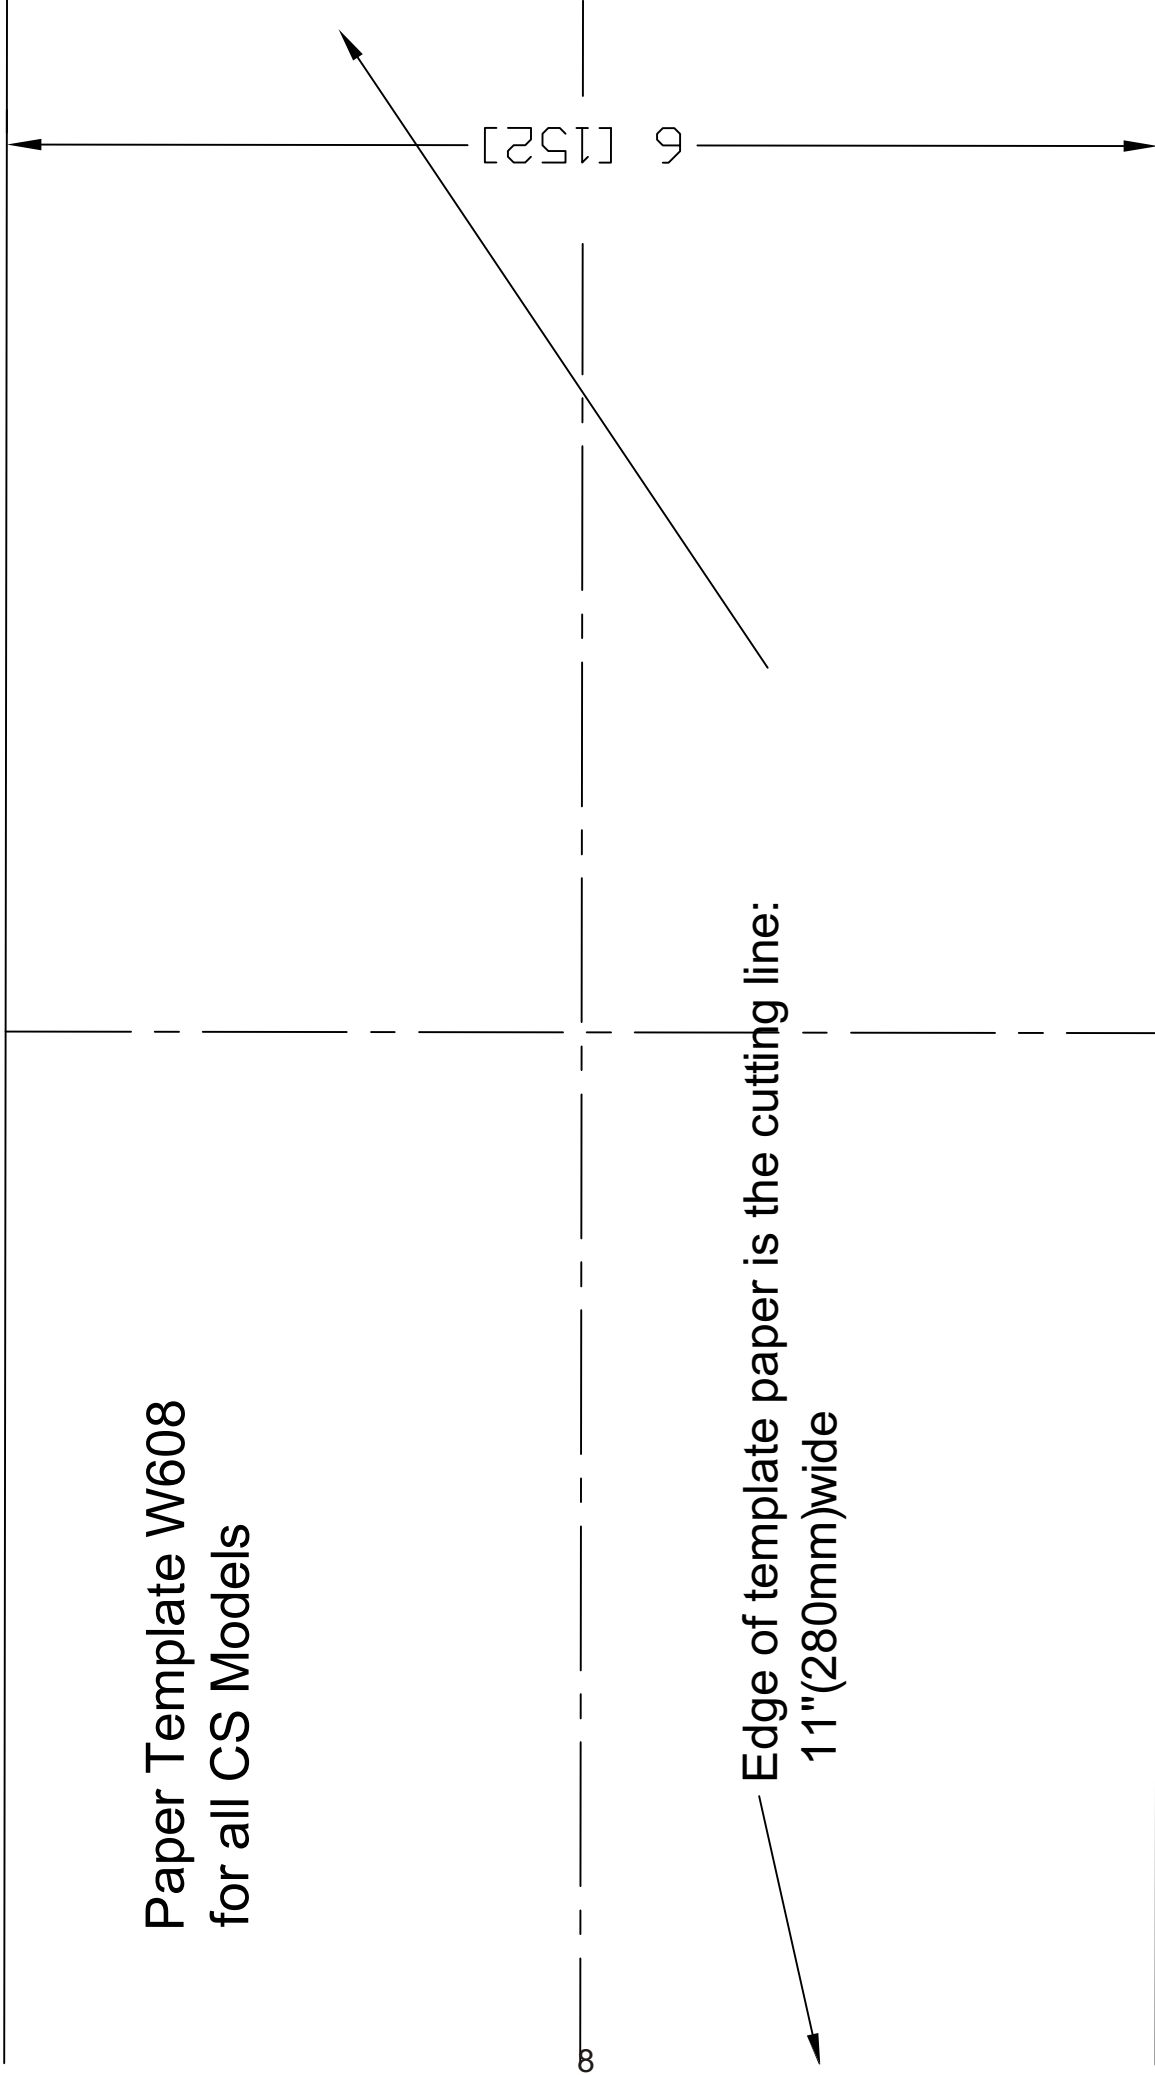 Paper Template W608
for all CS Models
6 [152]
Edge of template paper is the cutting line:
11"(280mm)wide
8